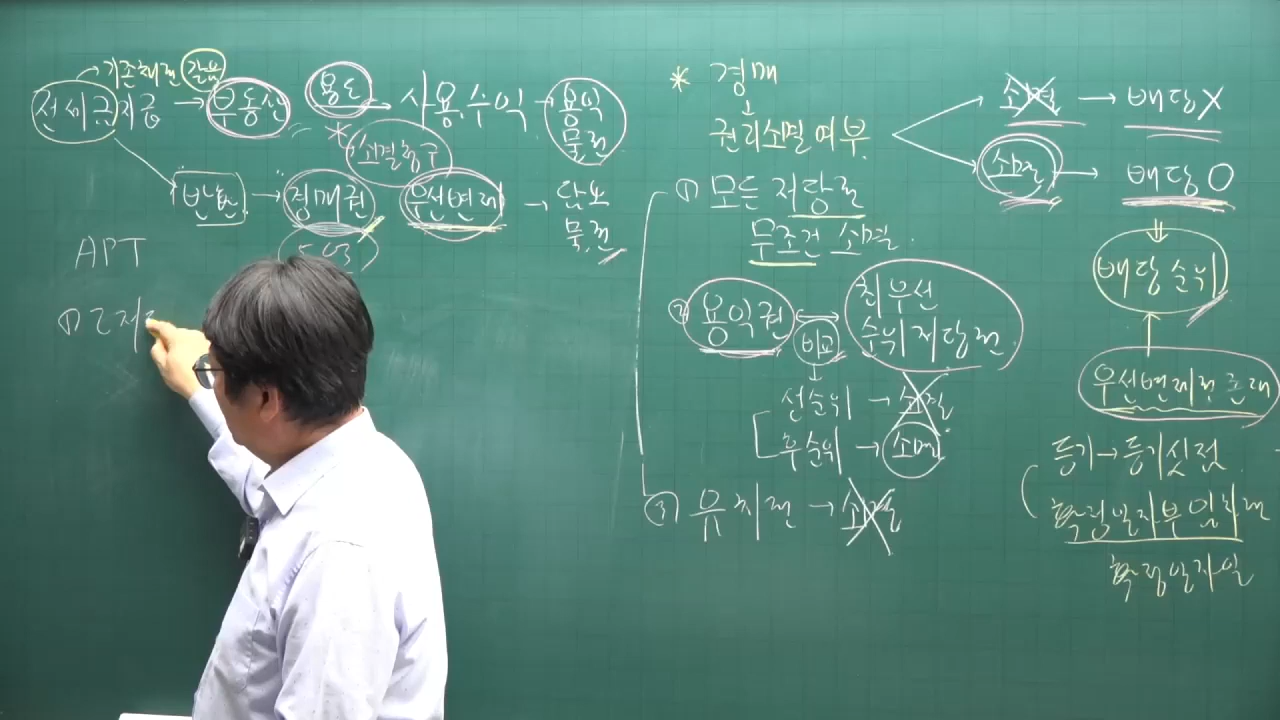 기존채권 갈음
전세금지급 → 부동산 용도 → 사용·수익 → 용익물권
* 소멸청구
반환 → 경매권 우선변제 → 담보물권
APT
①
* 경매
↓
권리소멸여부
소멸 → 배당X
소멸 → 배당O
① 모든 저당권
무조건 소멸.
② 용익권 ↔ 최우선순위저당권
비교
↓
선순위 → 소멸
후순위 → 소멸
③ 유치권 → 소멸
배당순위
우선변제권 존재
등기 → 등기시점
확정일자부 임차권
확정일자일